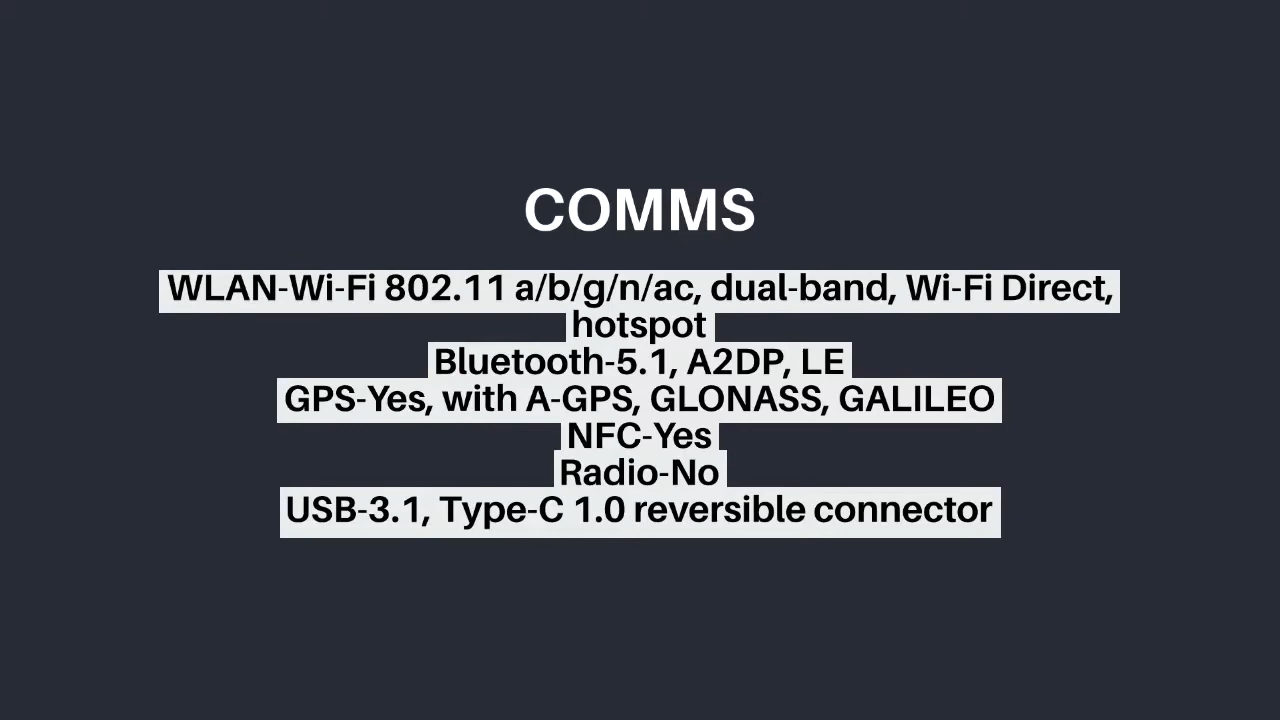 COMMS
WLAN-Wi-Fi 802.11 a/b/g/n/ac, dual-band, Wi-Fi Direct,
hotspot
Bluetooth-5.1, A2DP, LE
GPS-Yes, with A-GPS, GLONASS, GALILEO
NFC-Yes
Radio-No
USB-3.1, Type-C 1.0 reversible connector